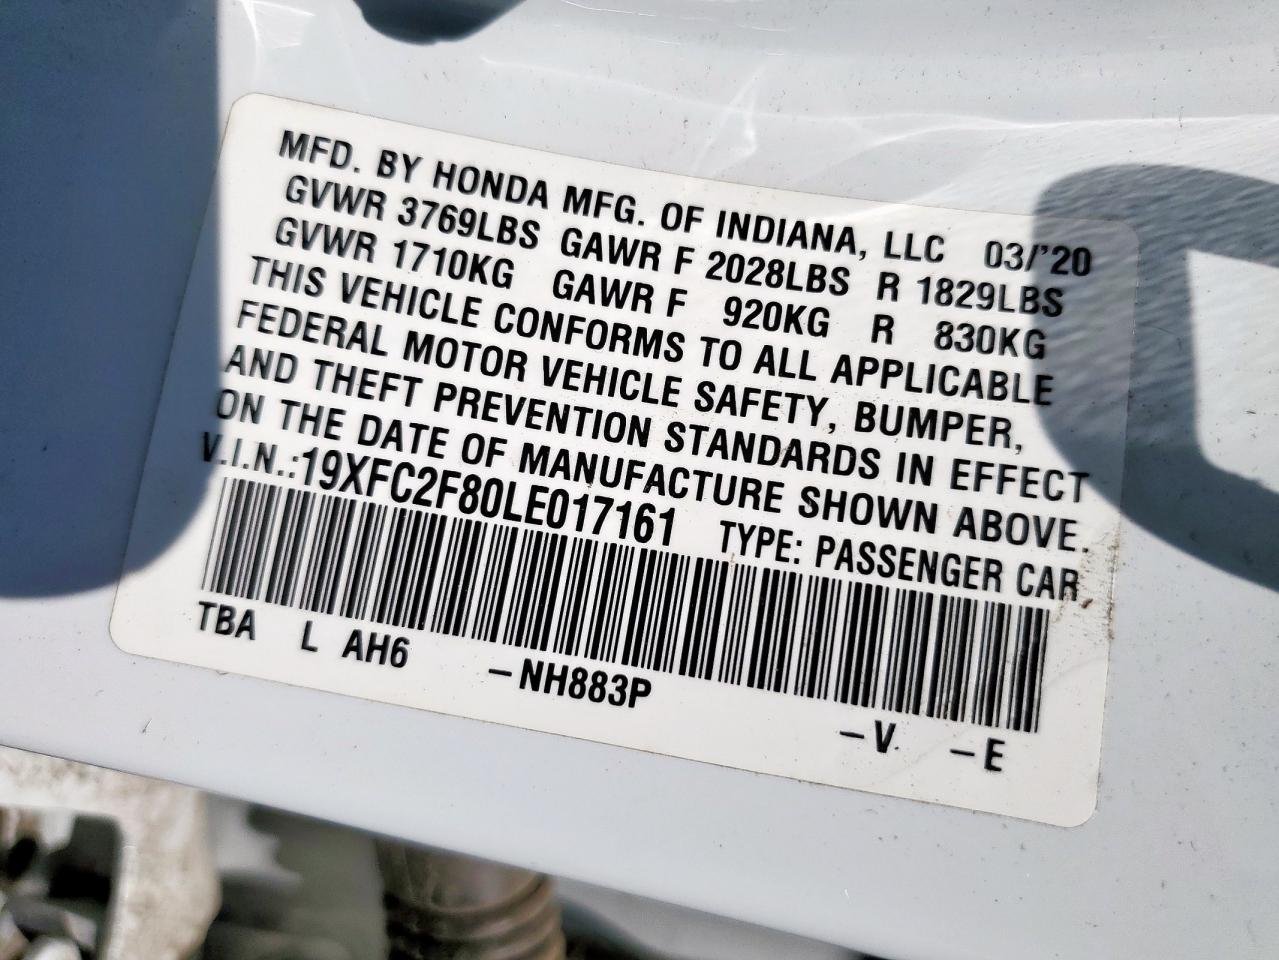 MFD. BY HONDA MFG. OF INDIANA, LLC 03/'20
GVWR 3769LBS GAWR F 2028LBS R 1829LBS
GVWR 1710KG GAWR F 920KG R 830KG
THIS VEHICLE CONFORMS TO ALL APPLICABLE
FEDERAL MOTOR VEHICLE SAFETY, BUMPER,
AND THEFT PREVENTION STANDARDS IN EFFECT
ON THE DATE OF MANUFACTURE SHOWN ABOVE.
V.I.N.:19XFC2F80LE017161 TYPE: PASSENGER CAR
TBA L AH6 –NH883P –V –E